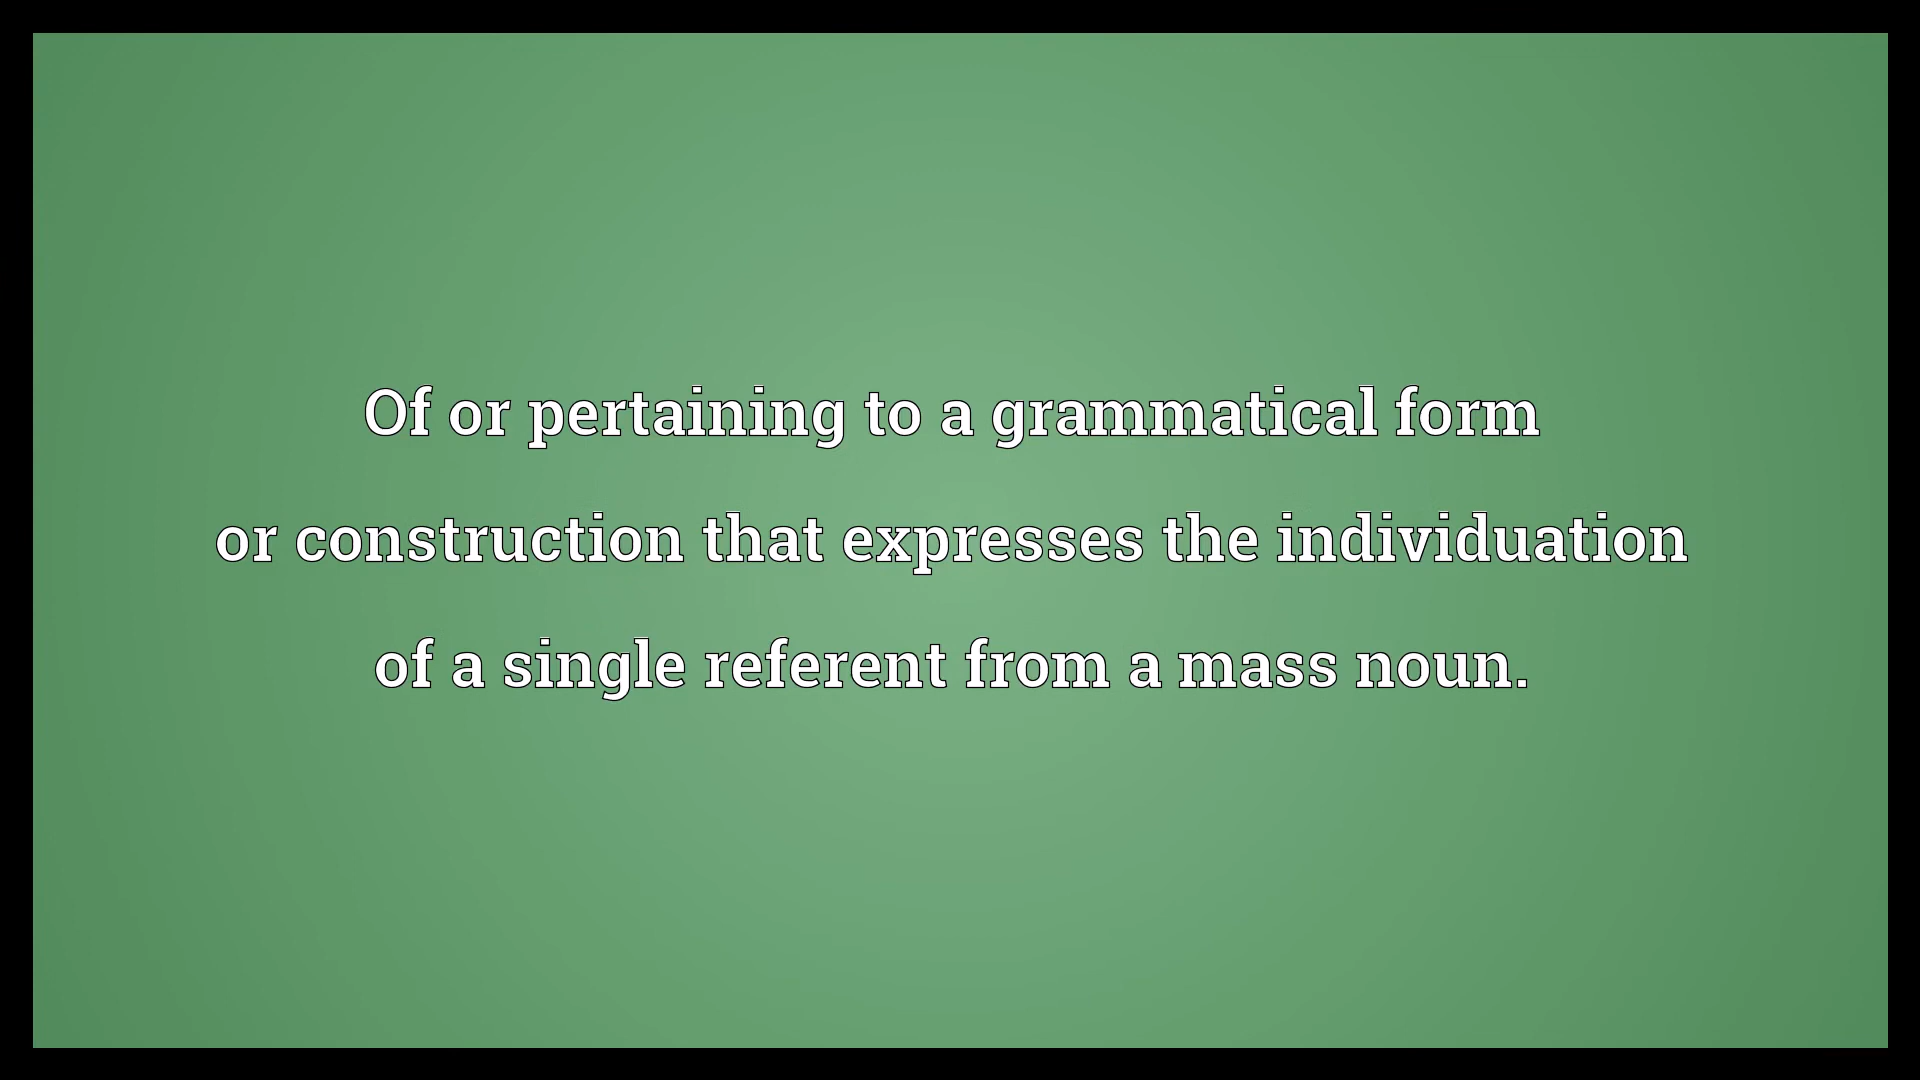 Of or pertaining to a grammatical form
or construction that expresses the individuation
of a single referent from a mass noun.